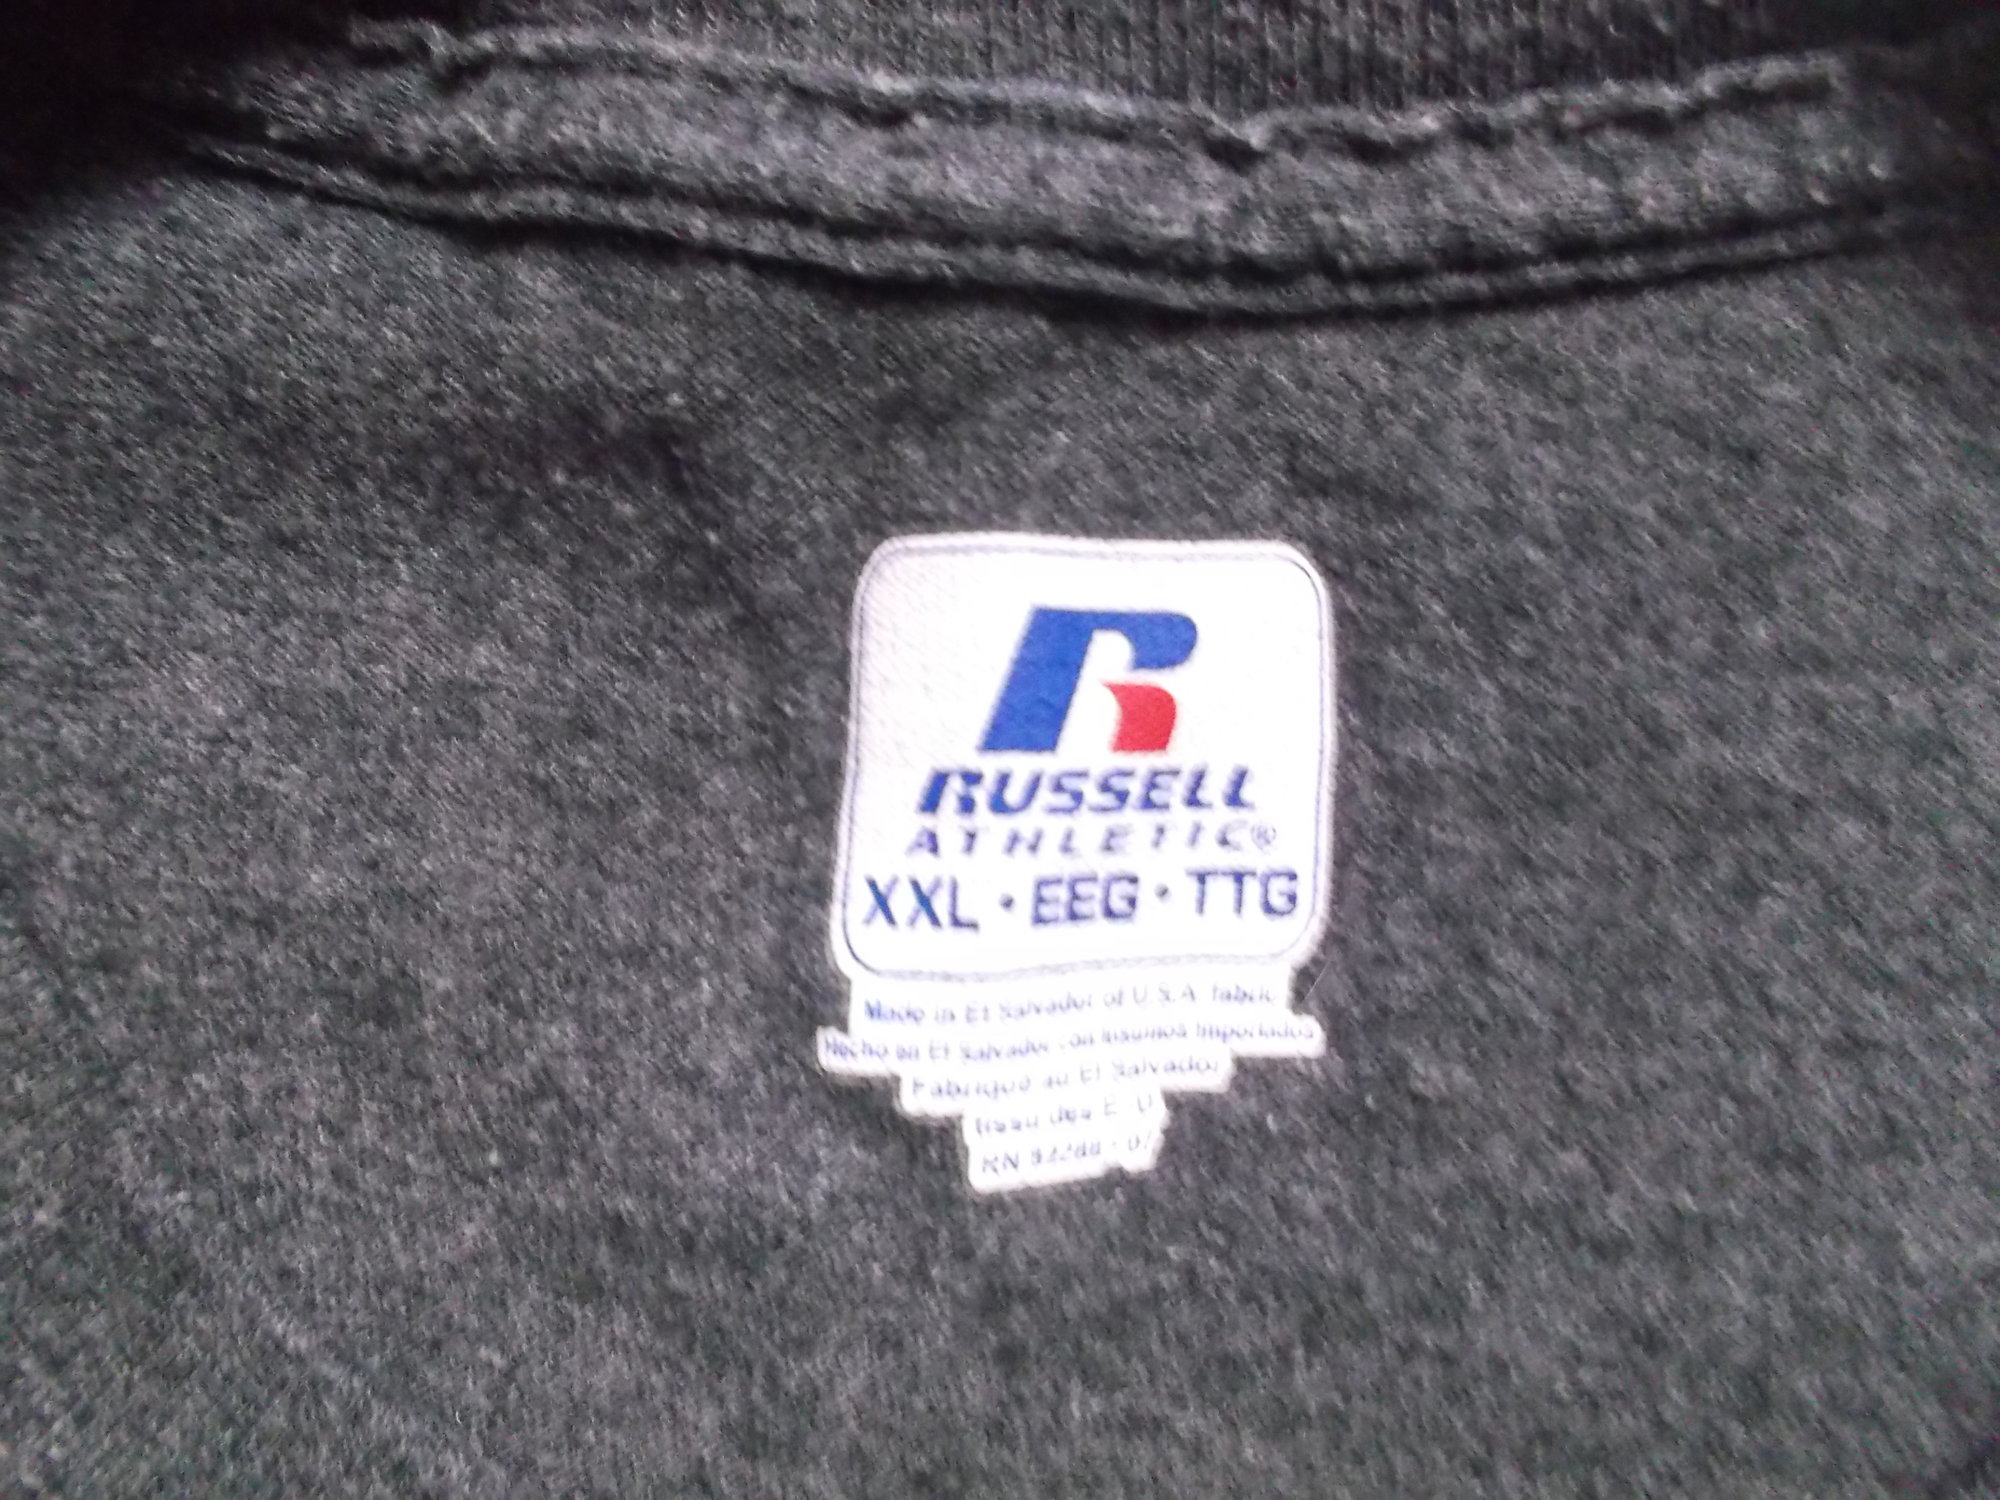 R
RUSSELL
ATHLETIC®
XXL • EEG • TTG
Made in El Salvador of U.S.A. fabric
Hecho en El Salvador con insumos importados
Fabriqué au El Salvador
E. U.
RN